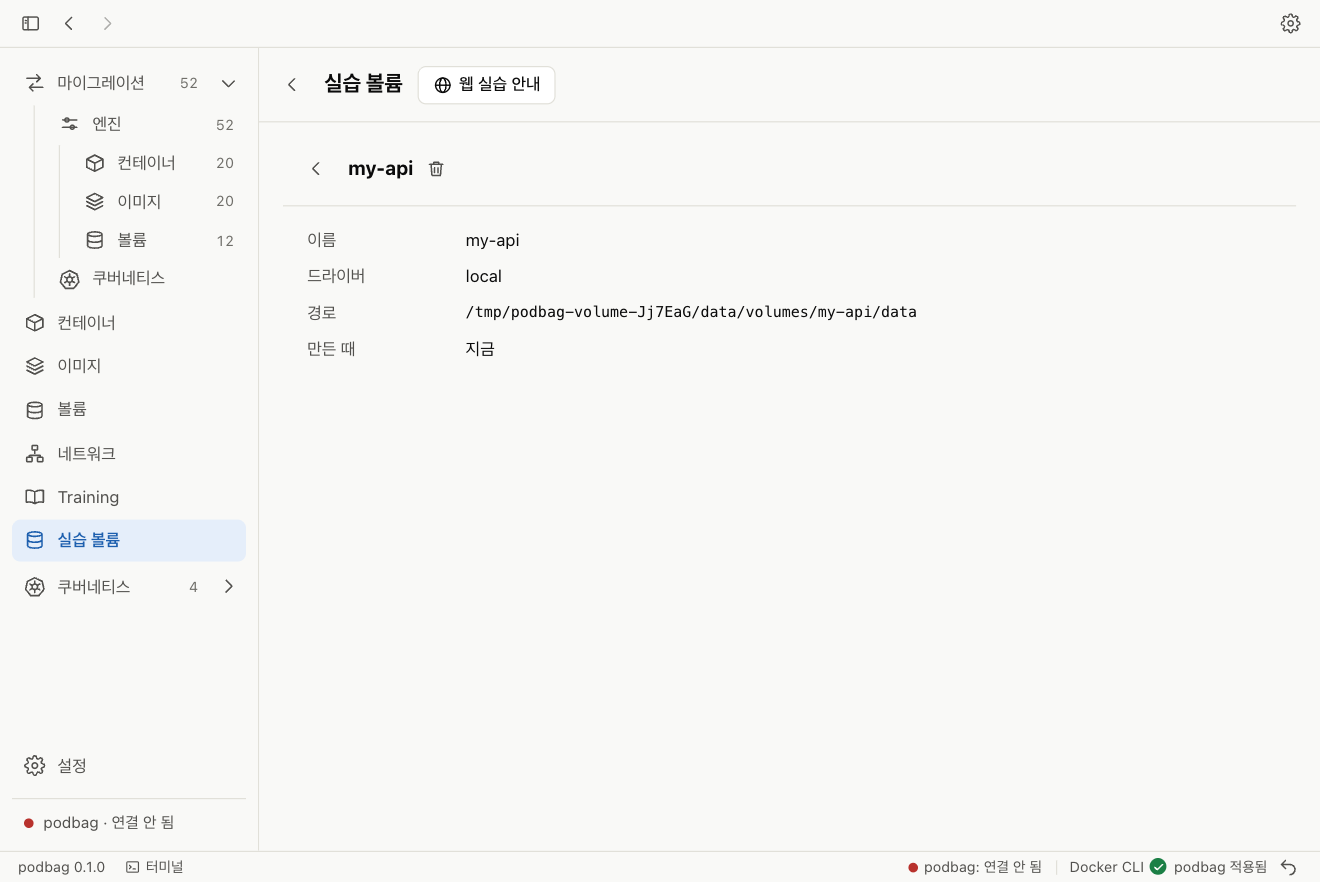 마이그레이션 52
엔진 52
컨테이너 20
이미지 20
볼륨 12
쿠버네티스
컨테이너
이미지
볼륨
네트워크
Training
실습 볼륨
쿠버네티스 4
설정
podbag · 연결 안 됨
실습 볼륨 웹 실습 안내
my-api
이름 my-api
드라이버 local
경로 /tmp/podbag-volume-Jj7EaG/data/volumes/my-api/data
만든 때 지금
podbag 0.1.0 터미널 podbag: 연결 안 됨 Docker CLI podbag 적용됨